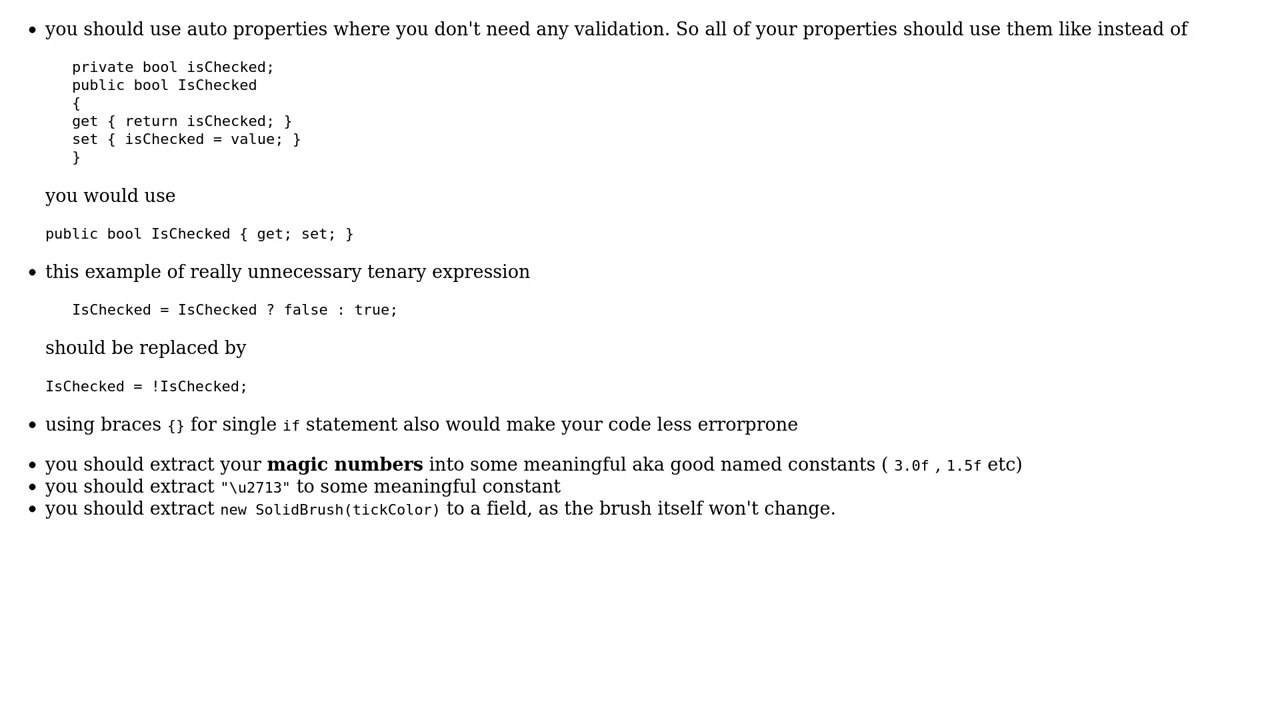 • you should use auto properties where you don't need any validation. So all of your properties should use them like instead of
private bool isChecked;
public bool IsChecked
{
get { return isChecked; }
set { isChecked = value; }
}
you would use
public bool IsChecked { get; set; }
• this example of really unnecessary tenary expression
IsChecked = IsChecked ? false : true;
should be replaced by
IsChecked = !IsChecked;
• using braces {} for single if statement also would make your code less errorprone
• you should extract your magic numbers into some meaningful aka good named constants ( 3.0f , 1.5f etc)
• you should extract "\u2713" to some meaningful constant
• you should extract new SolidBrush(tickColor) to a field, as the brush itself won't change.